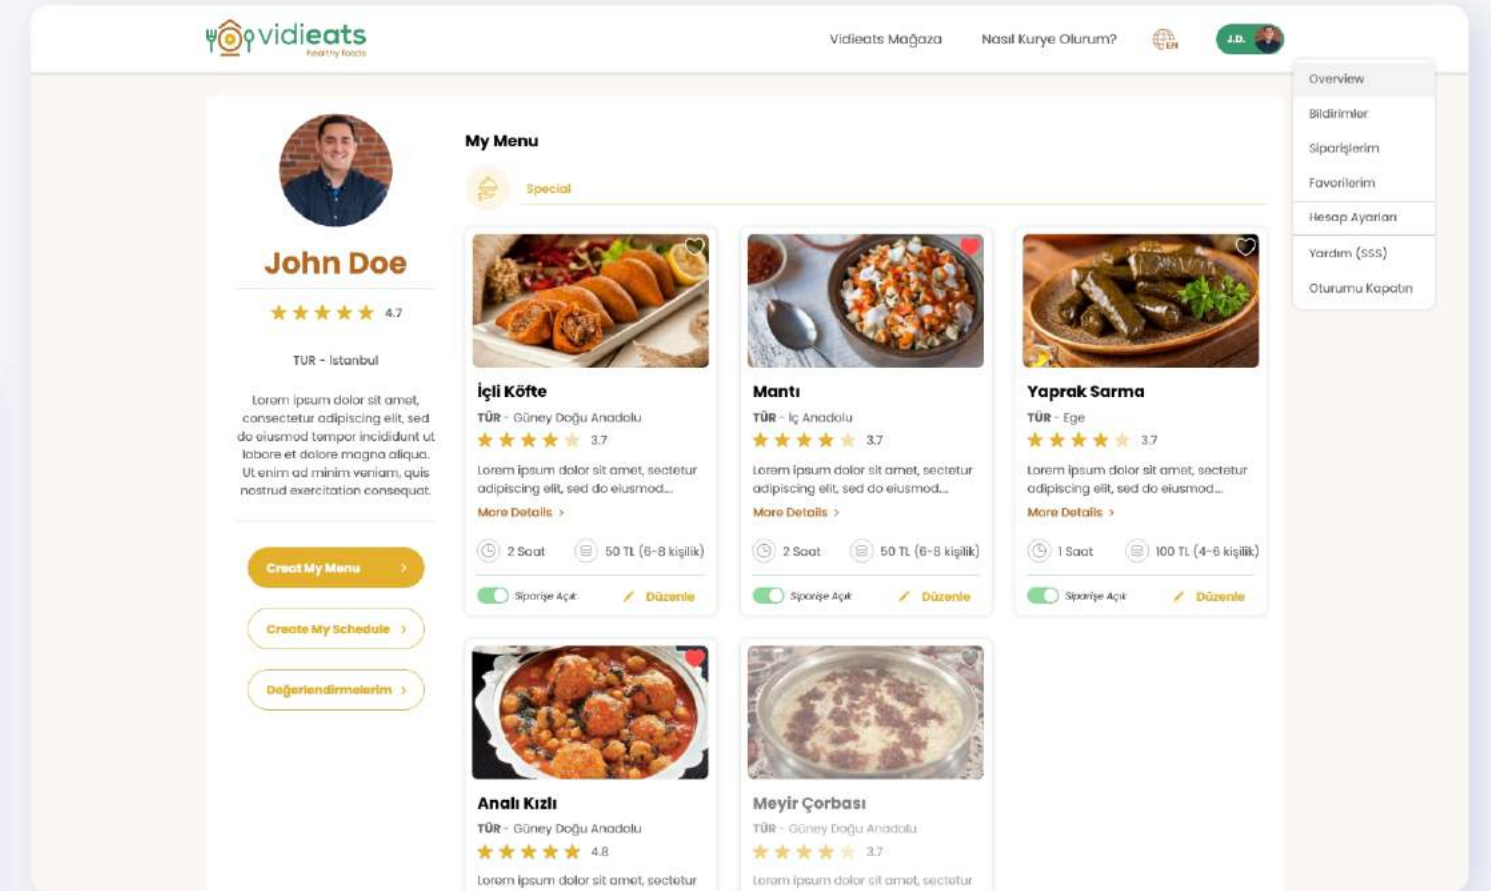 vidieats
healthy foods
Vidieats Mağaza
Nasıl Kurye Olurum?
EN
J.D.
Overview
Bildirimler
Siparişlerim
Favorilerim
Hesap Ayarları
Yardım (SSS)
Oturumu Kapatın
John Doe
4.7
TUR - İstanbul
Lorem ipsum dolor sit amet,
consectetur adipiscing elit, sed
do eiusmod tempor incididunt ut
labore et dolore magna aliqua.
Ut enim ad minim veniam, quis
nostrud exercitation consequat.
Creat My Menu
Create My Schedule
Değerlendirmelerim
My Menu
Special
İçli Köfte
TÜR - Güney Doğu Anadolu
3.7
Lorem ipsum dolor sit amet, sectetur
adipiscing elit, sed do eiusmod....
More Details >
2 Saat 50 TL (6-8 kişilik)
Siparişe Açık Düzenle
Mantı
TÜR - İç Anadolu
3.7
Lorem ipsum dolor sit amet, sectetur
adipiscing elit, sed do eiusmod....
More Details >
2 Saat 50 TL (6-8 kişilik)
Siparişe Açık Düzenle
Yaprak Sarma
TÜR - Ege
3.7
Lorem ipsum dolor sit amet, sectetur
adipiscing elit, sed do eiusmod....
More Details >
1 Saat 100 TL (4-6 kişilik)
Siparişe Açık Düzenle
Analı Kızlı
TÜR - Güney Doğu Anadolu
4.8
Lorem ipsum dolor sit amet, sectetur
Meyir Çorbası
TÜR - Güney Doğu Anadolu
3.7
Lorem ipsum dolor sit amet, sectetur